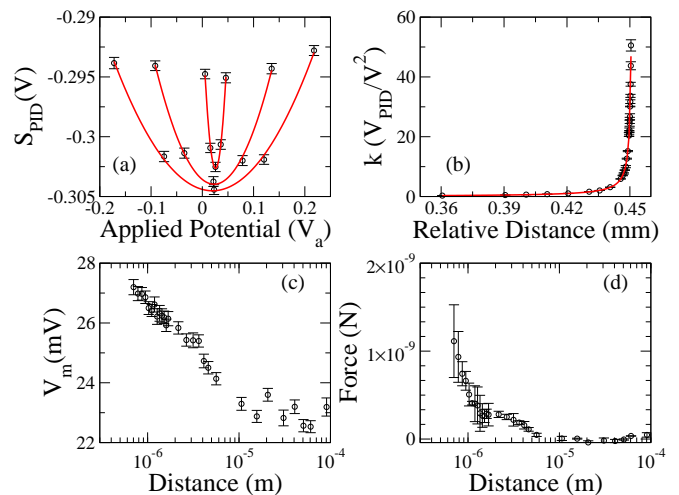 -0.29
-0.295
-0.3
-0.305
S_PID(V)
(a)
-0.2 -0.1 0 0.1 0.2
Applied Potential (V_a)
60
40
20
0
k (V_PID/V^2)
(b)
0.36 0.39 0.42 0.45
Relative Distance (mm)
28
26
24
22
V_m(mV)
(c)
10^-6 10^-5 10^-4
Distance (m)
2×10^-9
1×10^-9
0
Force (N)
(d)
10^-6 10^-5 10^-4
Distance (m)